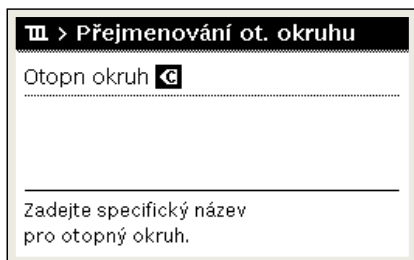 > Přejmenování ot. okruhu
Otopn okruh C
Zadejte specifický název
pro otopný okruh.